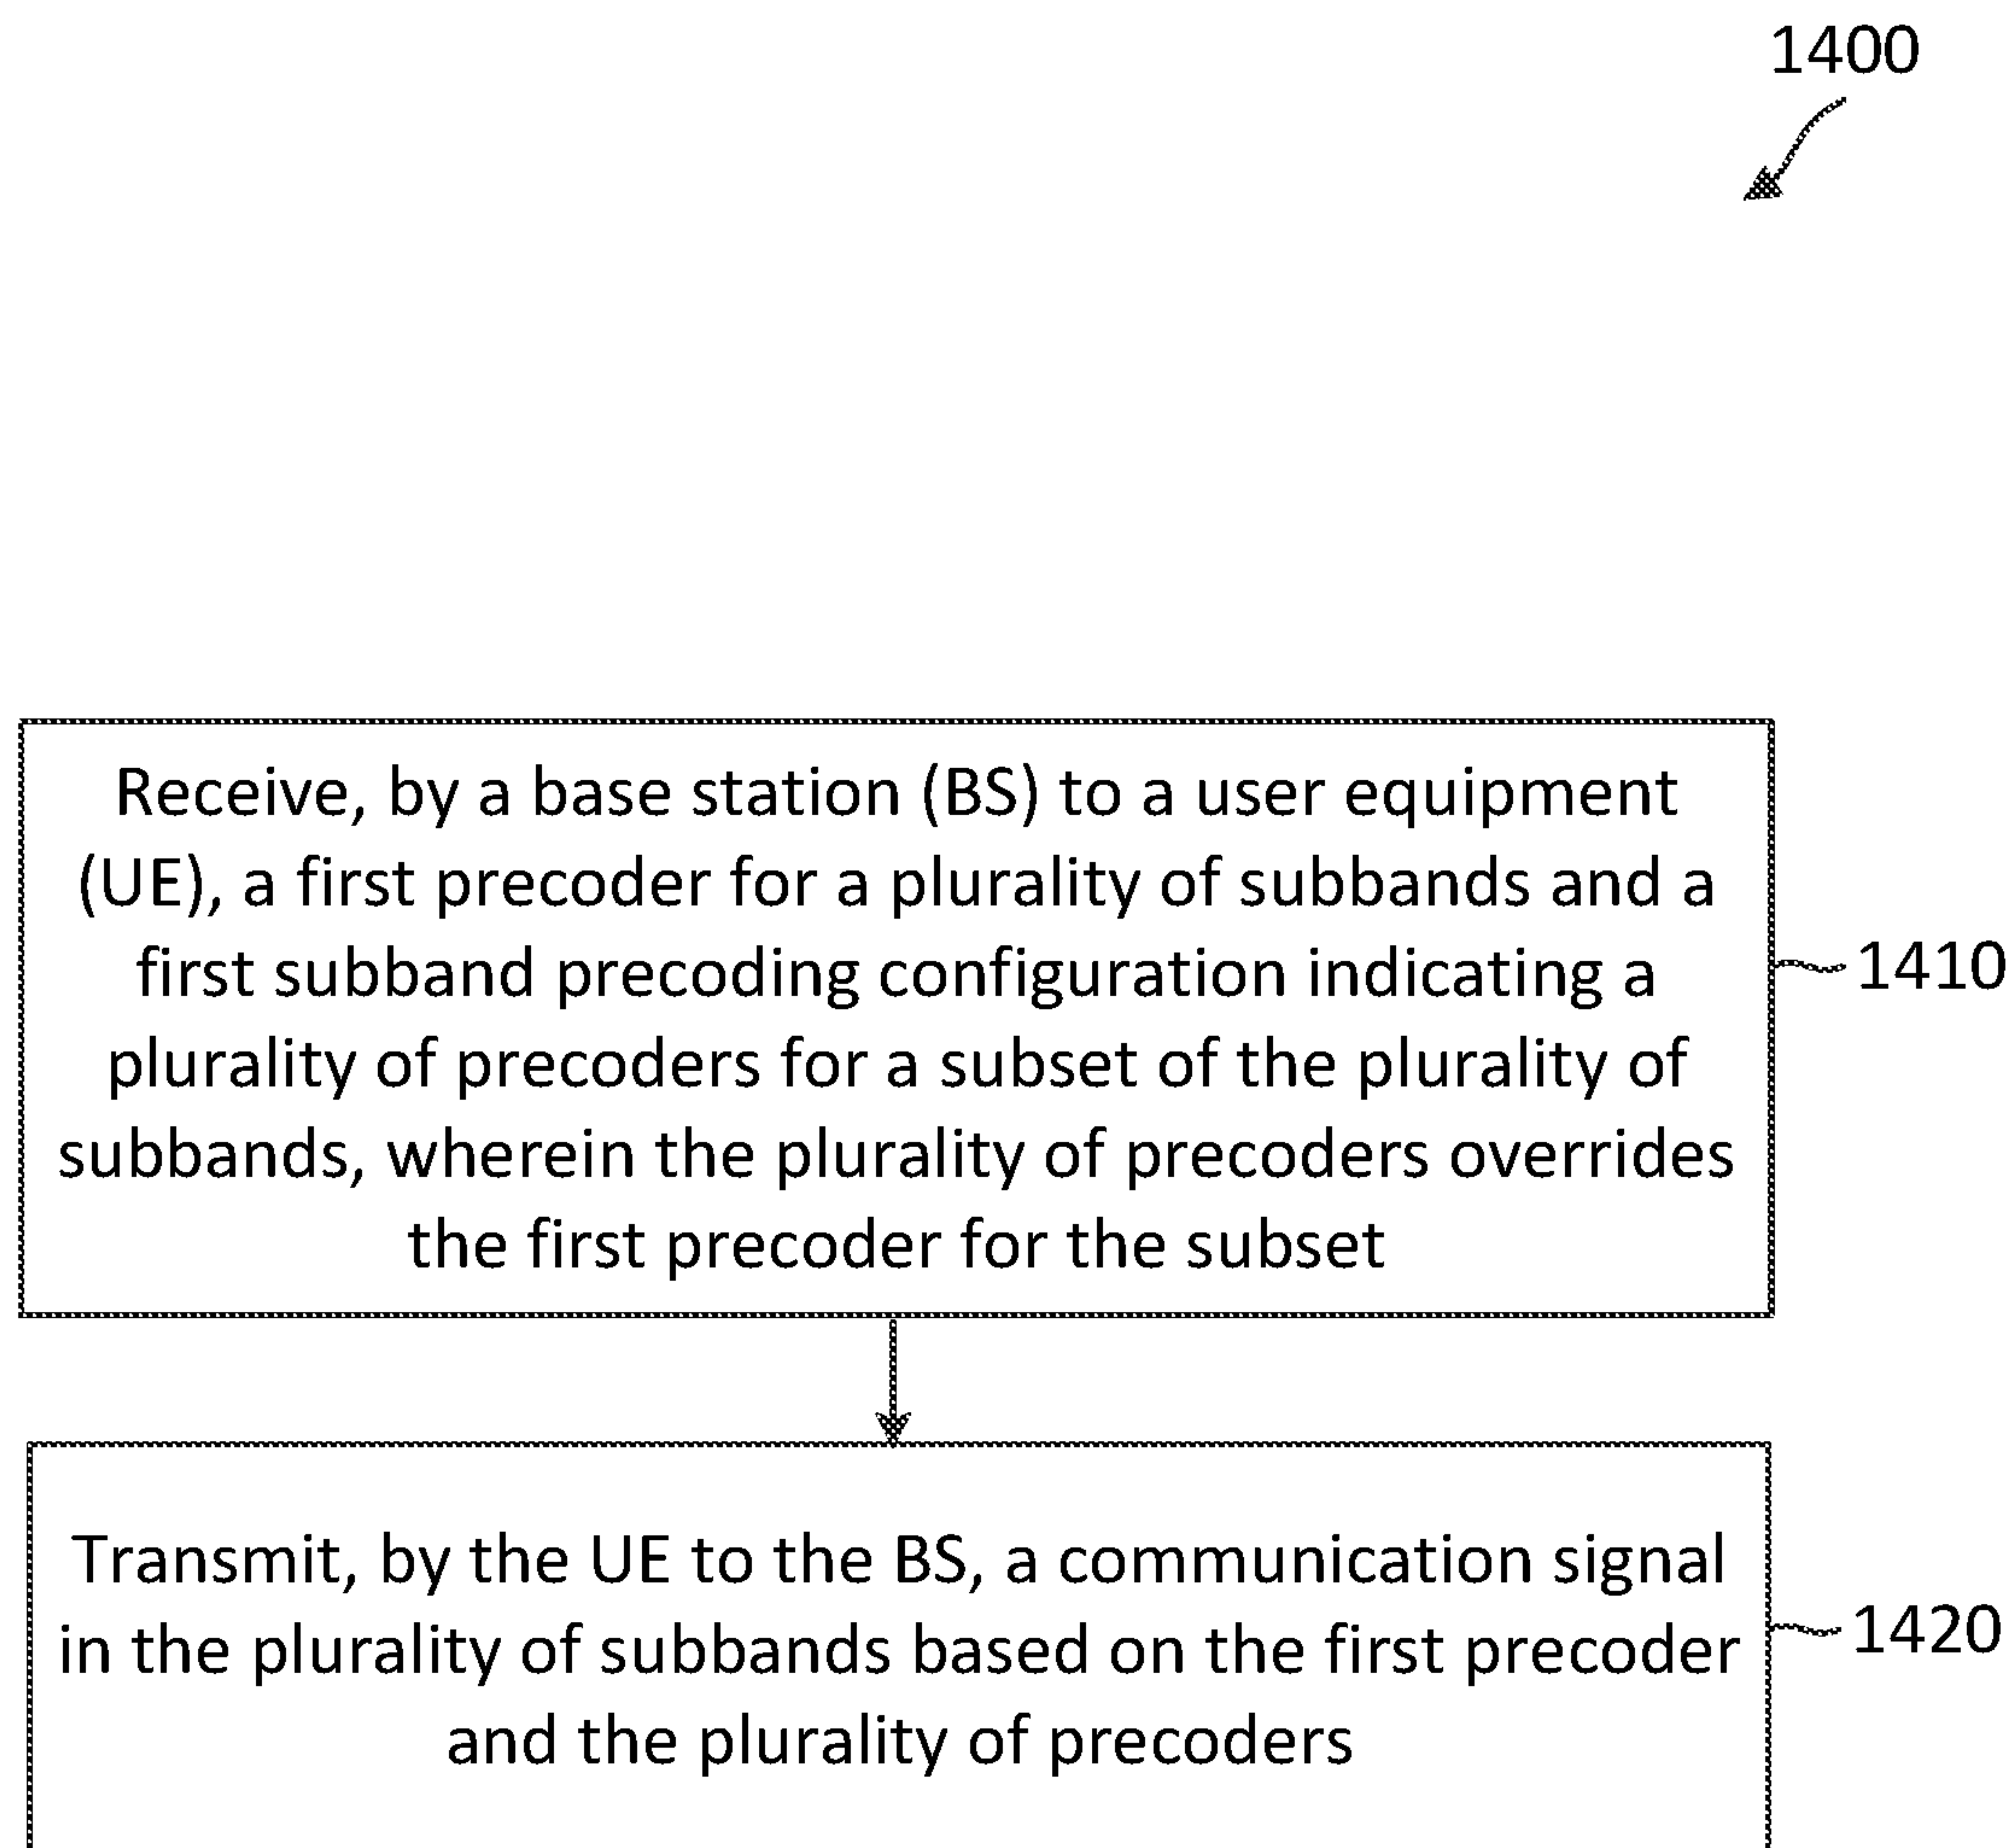 1400
Receive, by a base station (BS) to a user equipment
(UE), a first precoder for a plurality of subbands and a
first subband precoding configuration indicating a
plurality of precoders for a subset of the plurality of
subbands, wherein the plurality of precoders overrides
the first precoder for the subset
1410
Transmit, by the UE to the BS, a communication signal
in the plurality of subbands based on the first precoder
and the plurality of precoders
1420